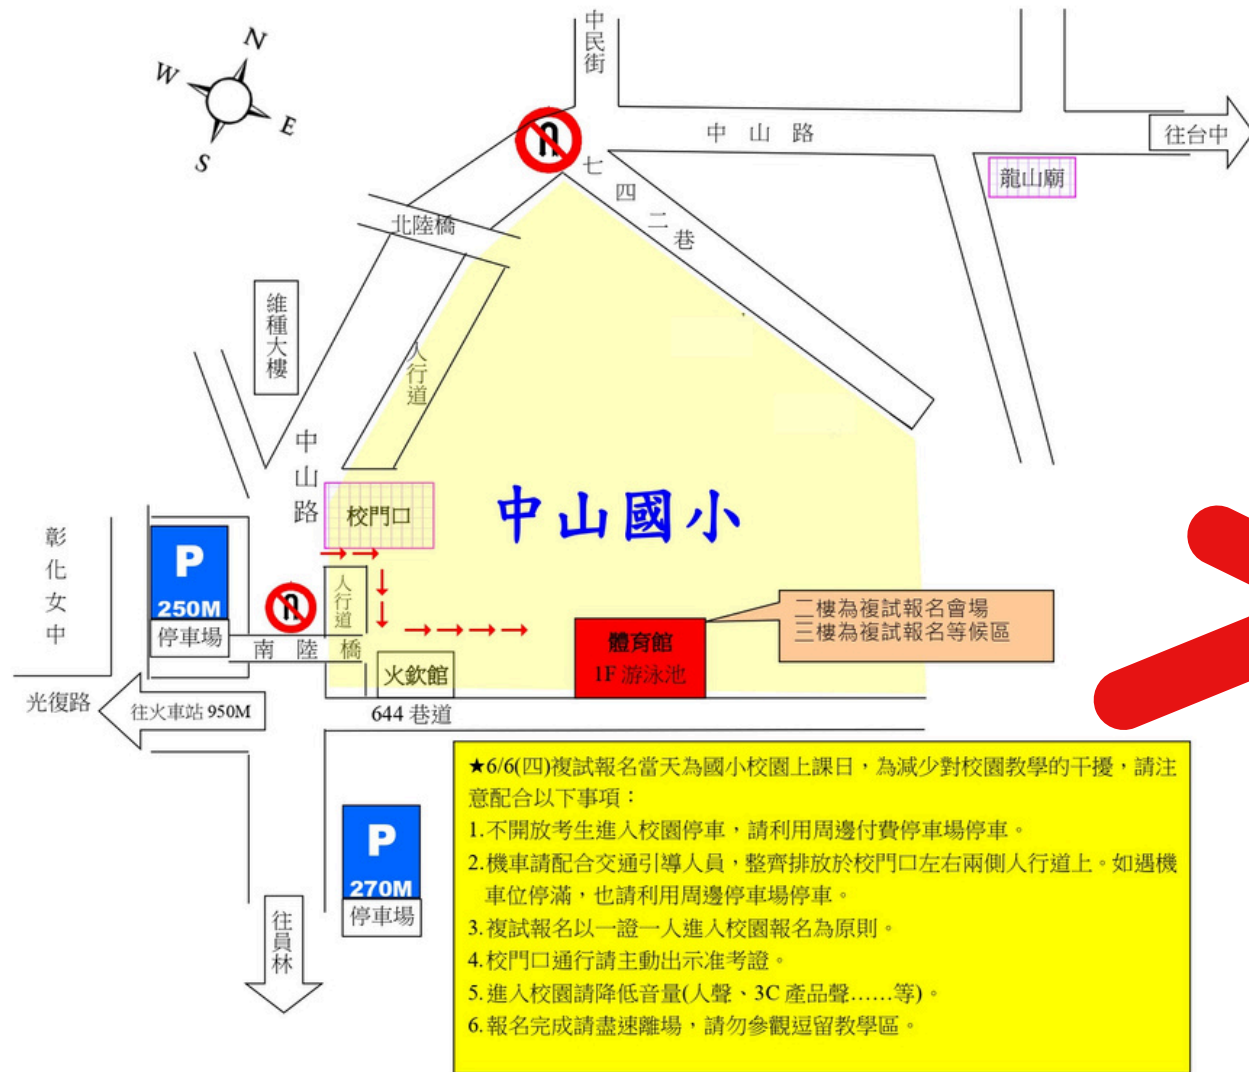 N
W
E
S
中民街
中山路
往台中
龍山廟
七四二巷
北陸橋
維種大樓
人行道
中山路
校門口
中山國小
彰化女中
P
250M
停車場
人行道
南陸橋
火欽館
體育館
1F 游泳池
二樓為複試報名會場
三樓為複試報名等候區
光復路
往火車站 950M
644 巷道
P
270M
停車場
往員林
★6/6(四)複試報名當天為國小校園上課日，為減少對校園教學的干擾，請注
意配合以下事項：
1.不開放考生進入校園停車，請利用周邊付費停車場停車。
2.機車請配合交通引導人員，整齊排放於校門口左右兩側人行道上。如遇機
車位停滿，也請利用周邊停車場停車。
3.複試報名以一證一人進入校園報名為原則。
4.校門口通行請主動出示准考證。
5.進入校園請降低音量(人聲、3C 產品聲……等)。
6.報名完成請盡速離場，請勿參觀逗留教學區。